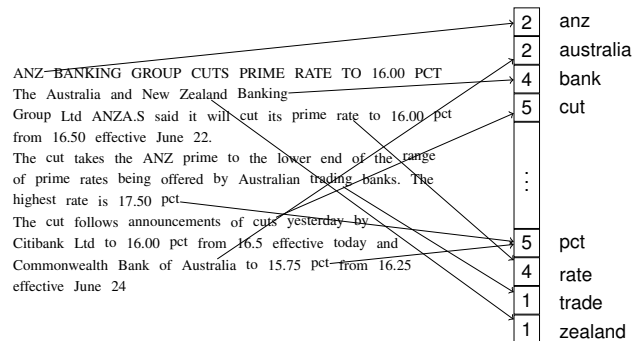 ANZ BANKING GROUP CUTS PRIME RATE TO 16.00 PCT
The Australia and New Zealand Banking
Group Ltd ANZA.S said it will cut its prime rate to 16.00 pct
from 16.50 effective June 22.
The cut takes the ANZ prime to the lower end of the range
of prime rates being offered by Australian trading banks. The
highest rate is 17.50 pct.
The cut follows announcements of cuts yesterday by
Citibank Ltd to 16.00 pct from 16.5 effective today and
Commonwealth Bank of Australia to 15.75 pct from 16.25
effective June 24
2 anz
2 australia
4 bank
5 cut
⋮
5 pct
4 rate
1 trade
1 zealand